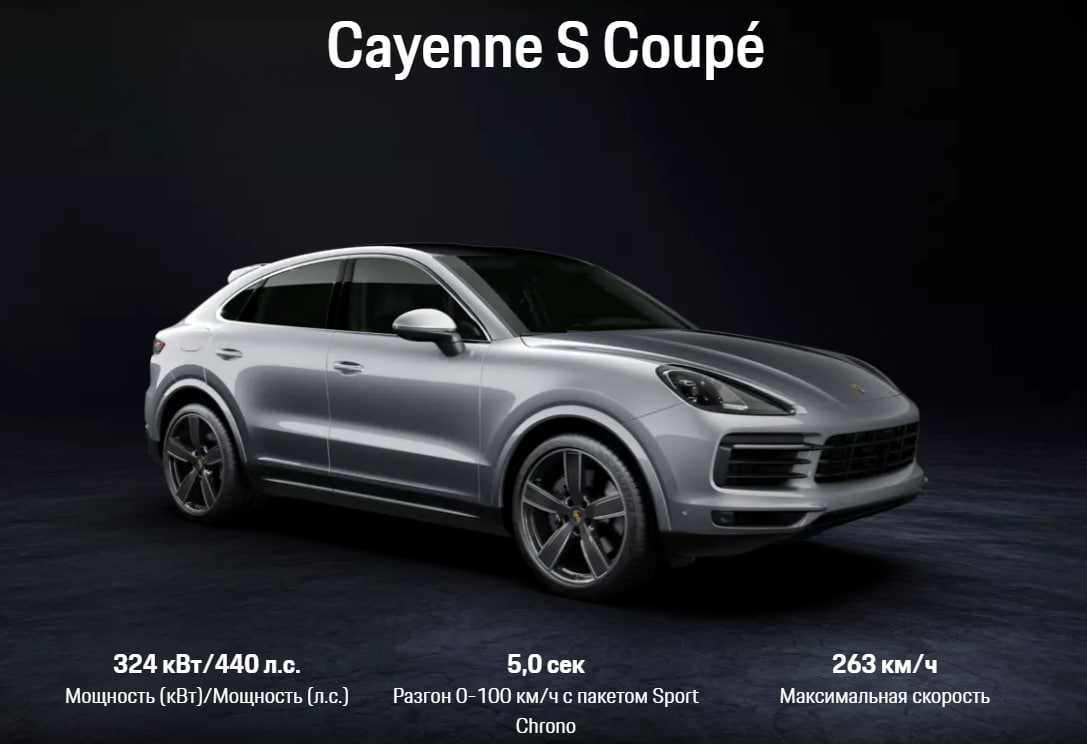 Cayenne S Coupé
324 кВт/440 л.с.
Мощность (кВт)/Мощность (л.с.)
5,0 сек
Разгон 0-100 км/ч с пакетом Sport
Chrono
263 км/ч
Максимальная скорость